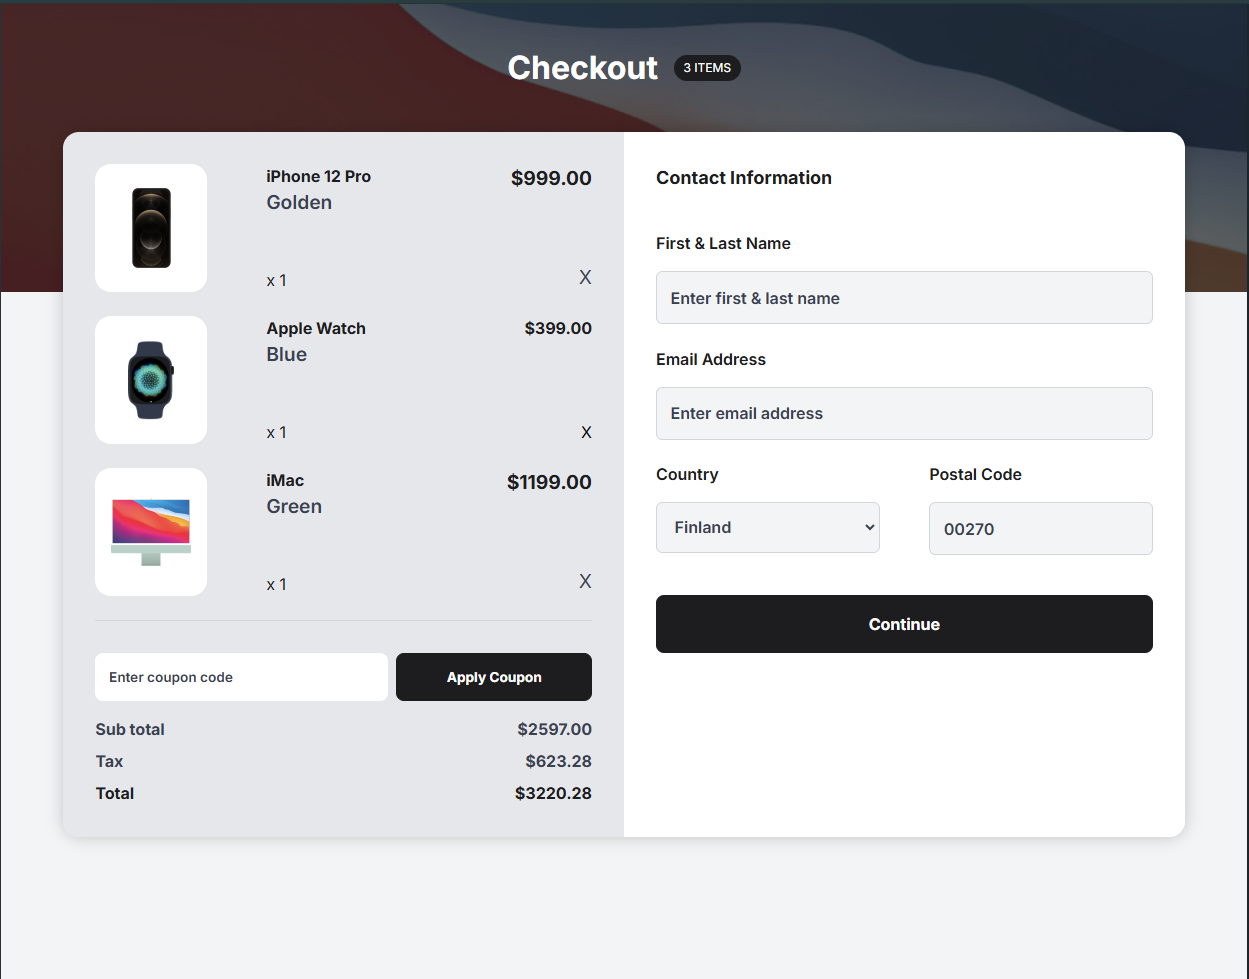 Checkout 3 ITEMS
iPhone 12 Pro $999.00
Golden
x 1 X
Apple Watch $399.00
Blue
x 1 X
iMac $1199.00
Green
x 1 X
Enter coupon code Apply Coupon
Sub total $2597.00
Tax $623.28
Total $3220.28
Contact Information
First & Last Name
Enter first & last name
Email Address
Enter email address
Country Postal Code
Finland 00270
Continue